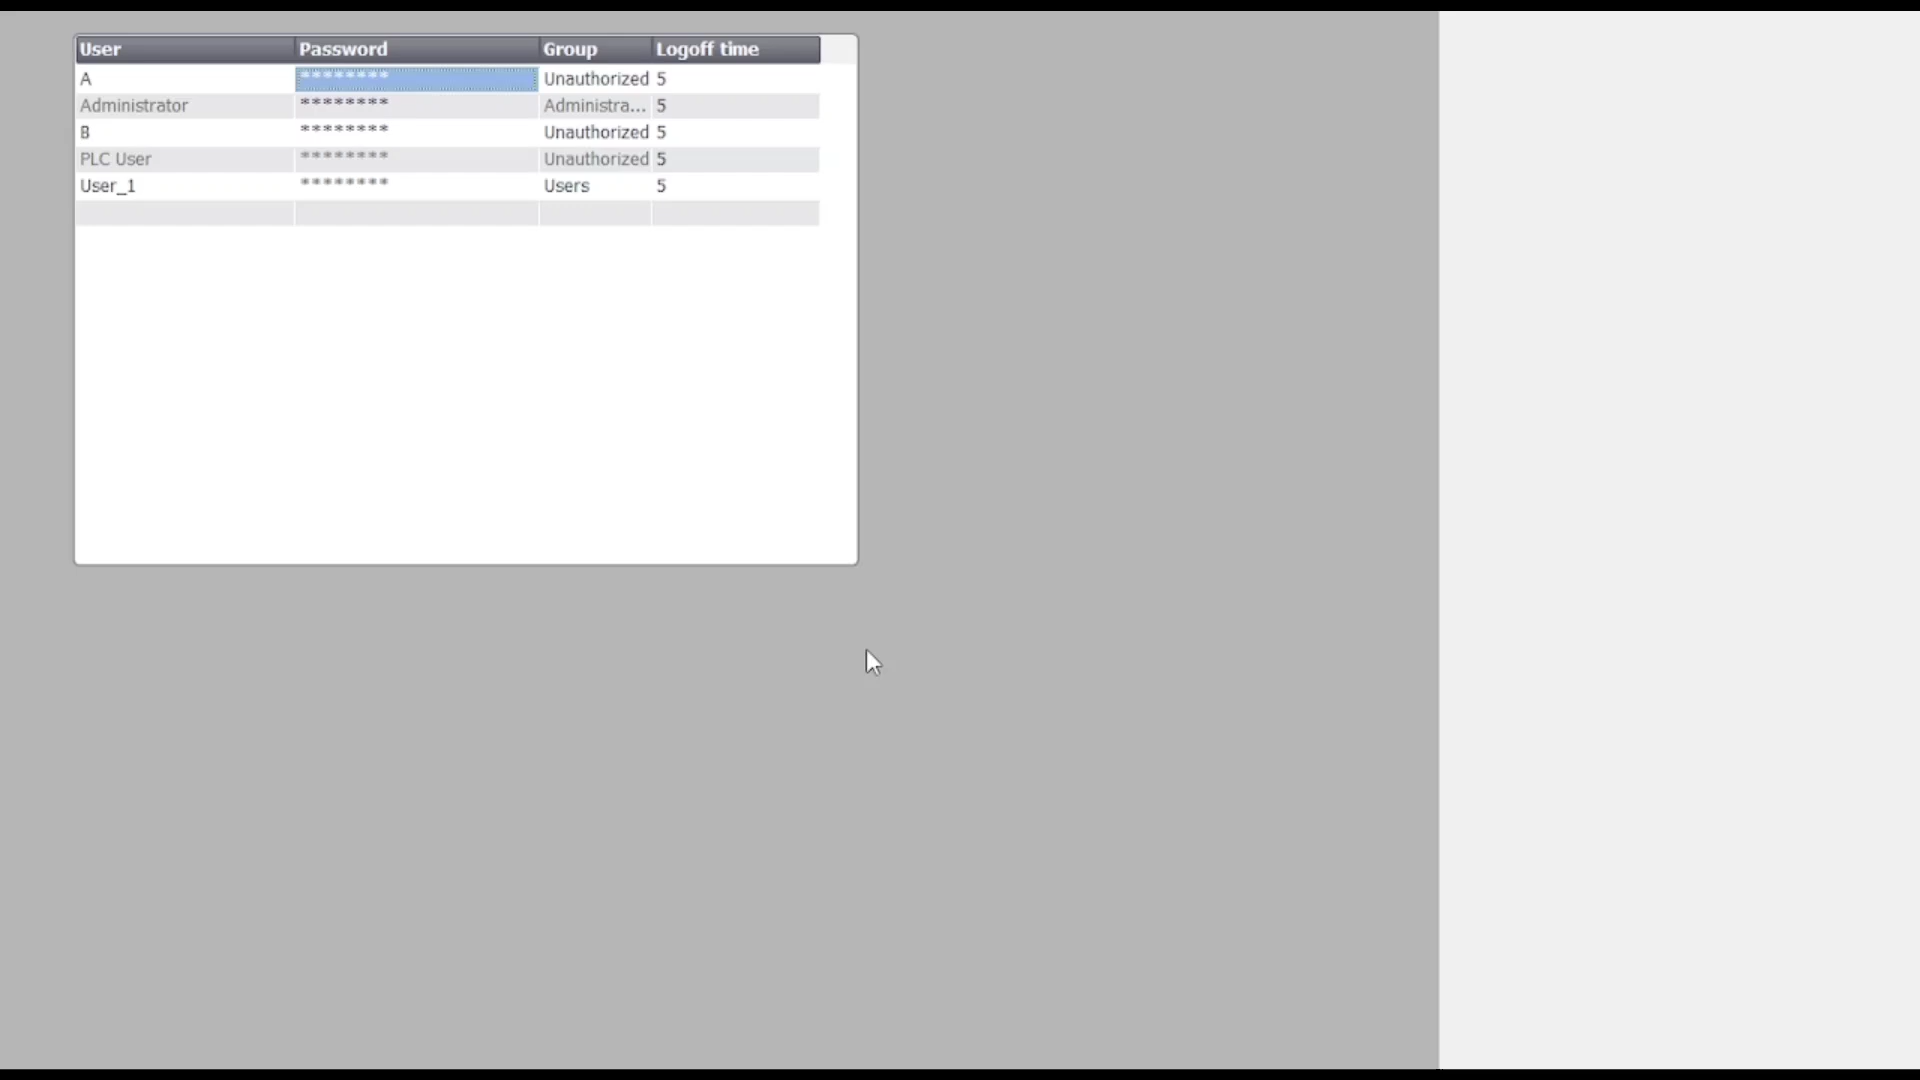 User Password Group Logoff time
A ******** Unauthorized 5
Administrator ******** Administra... 5
B ******** Unauthorized 5
PLC User ******** Unauthorized 5
User_1 ******** Users 5